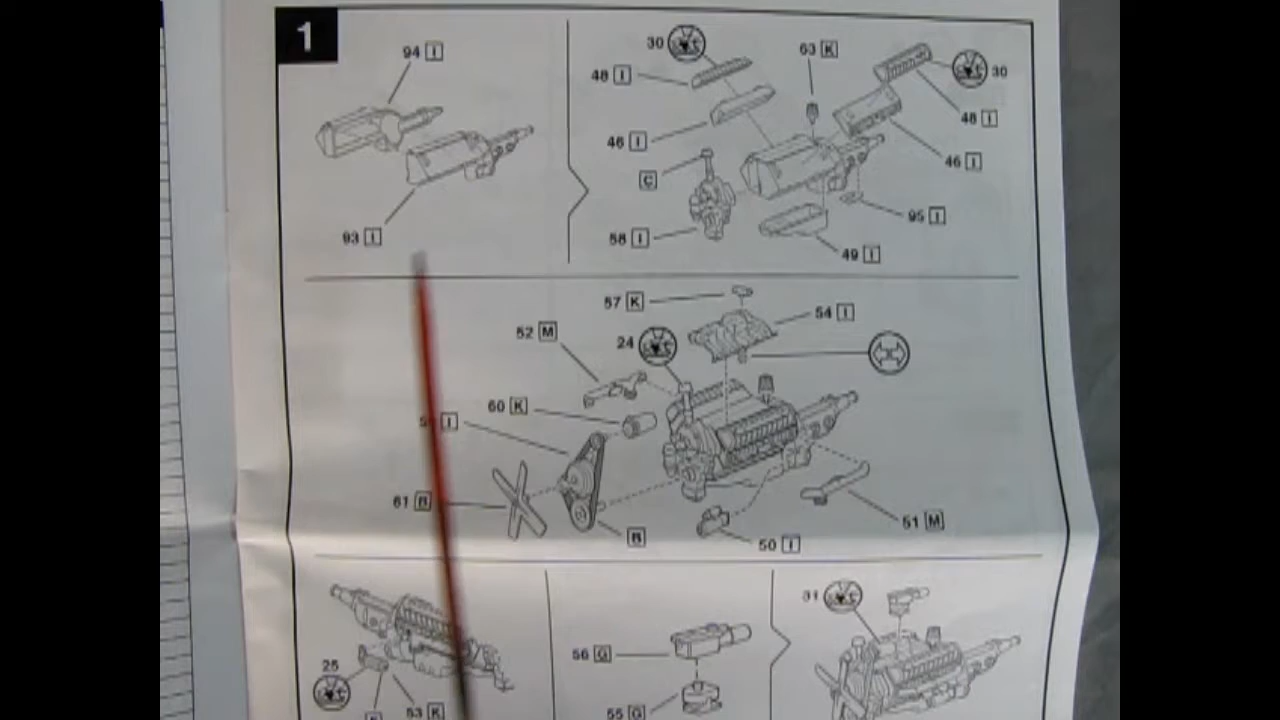 1
94 I
93 I
30
63 K
48 I
30
48 I
46 I
46 I
C
95 I
58 I
49 I
57 K
54 I
52 M
24
60 K
I
61 B
51 M
B
50 I
31
56 G
25
53 K
55 G